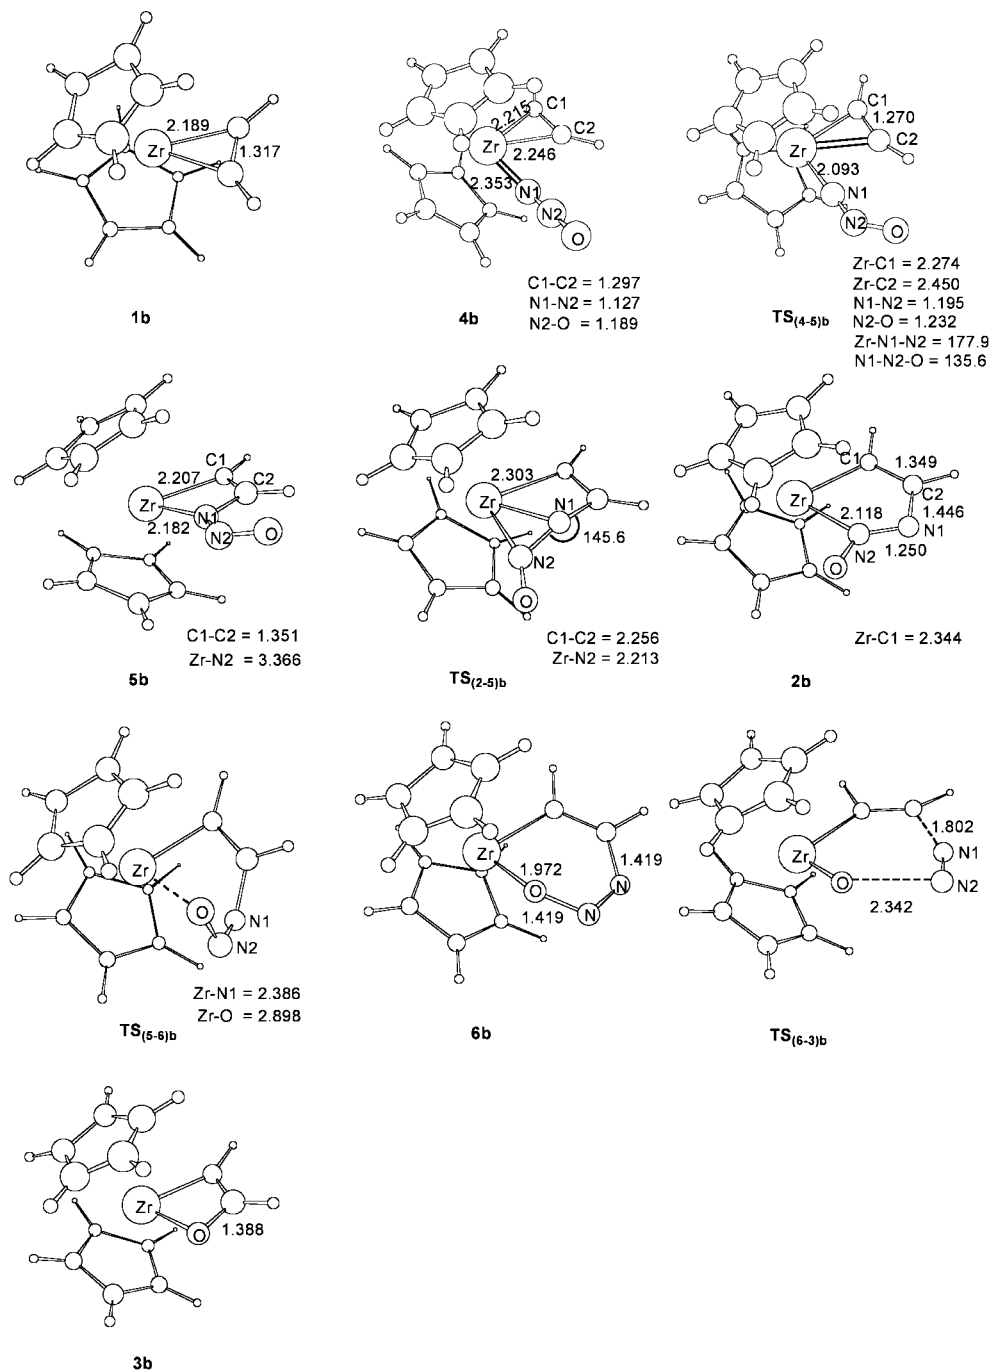 2.189
Zr
1.317
1b
2.215
C1
Zr
C2
2.246
2.353
N1
N2
O
C1-C2 = 1.297
N1-N2 = 1.127
N2-O = 1.189
4b
C1
1.270
Zr
C2
2.093
N1
N2
O
Zr-C1 = 2.274
Zr-C2 = 2.450
N1-N2 = 1.195
N2-O = 1.232
Zr-N1-N2 = 177.9
N1-N2-O = 135.6
TS(4-5)b
C1
2.207
C2
Zr
N1
2.182
N2
O
C1-C2 = 1.351
Zr-N2 = 3.366
5b
2.303
Zr
N1
145.6
N2
O
C1-C2 = 2.256
Zr-N2 = 2.213
TS(2-5)b
C1
1.349
Zr
C2
2.118
1.446
N1
N2
1.250
O
Zr-C1 = 2.344
2b
Zr
O
N1
N2
Zr-N1 = 2.386
Zr-O = 2.898
TS(5-6)b
Zr
1.972
1.419
O
N
N
1.419
6b
1.802
Zr
N1
O
N2
2.342
TS(6-3)b
Zr
O
1.388
3b